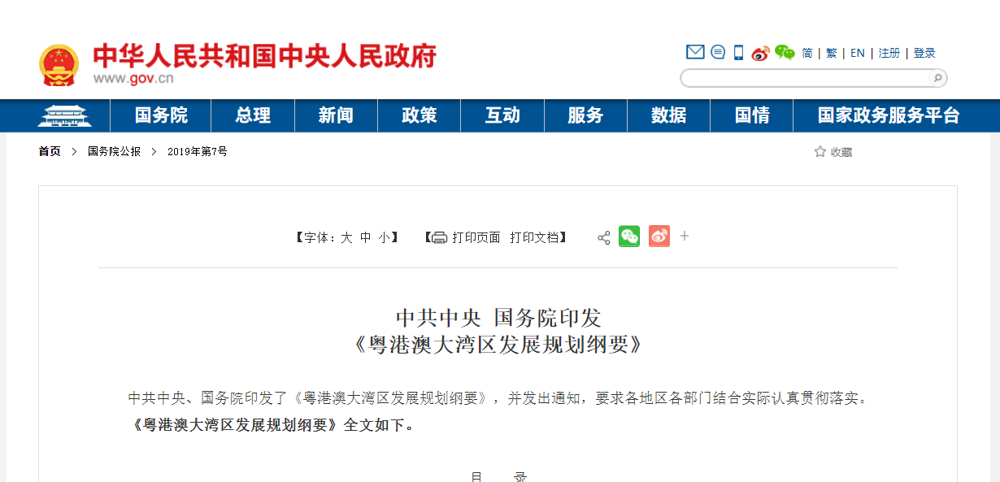 中华人民共和国中央人民政府
www.gov.cn
简 | 繁 | EN | 注册 | 登录
国务院 总理 新闻 政策 互动 服务 数据 国情 国家政务服务平台
首页 > 国务院公报 > 2019年第7号
收藏
【字体：大 中 小】 【打印页面 打印文档】 +
中共中央 国务院印发
《粤港澳大湾区发展规划纲要》
中共中央、国务院印发了《粤港澳大湾区发展规划纲要》，并发出通知，要求各地区各部门结合实际认真贯彻落实。
《粤港澳大湾区发展规划纲要》全文如下。
目 录